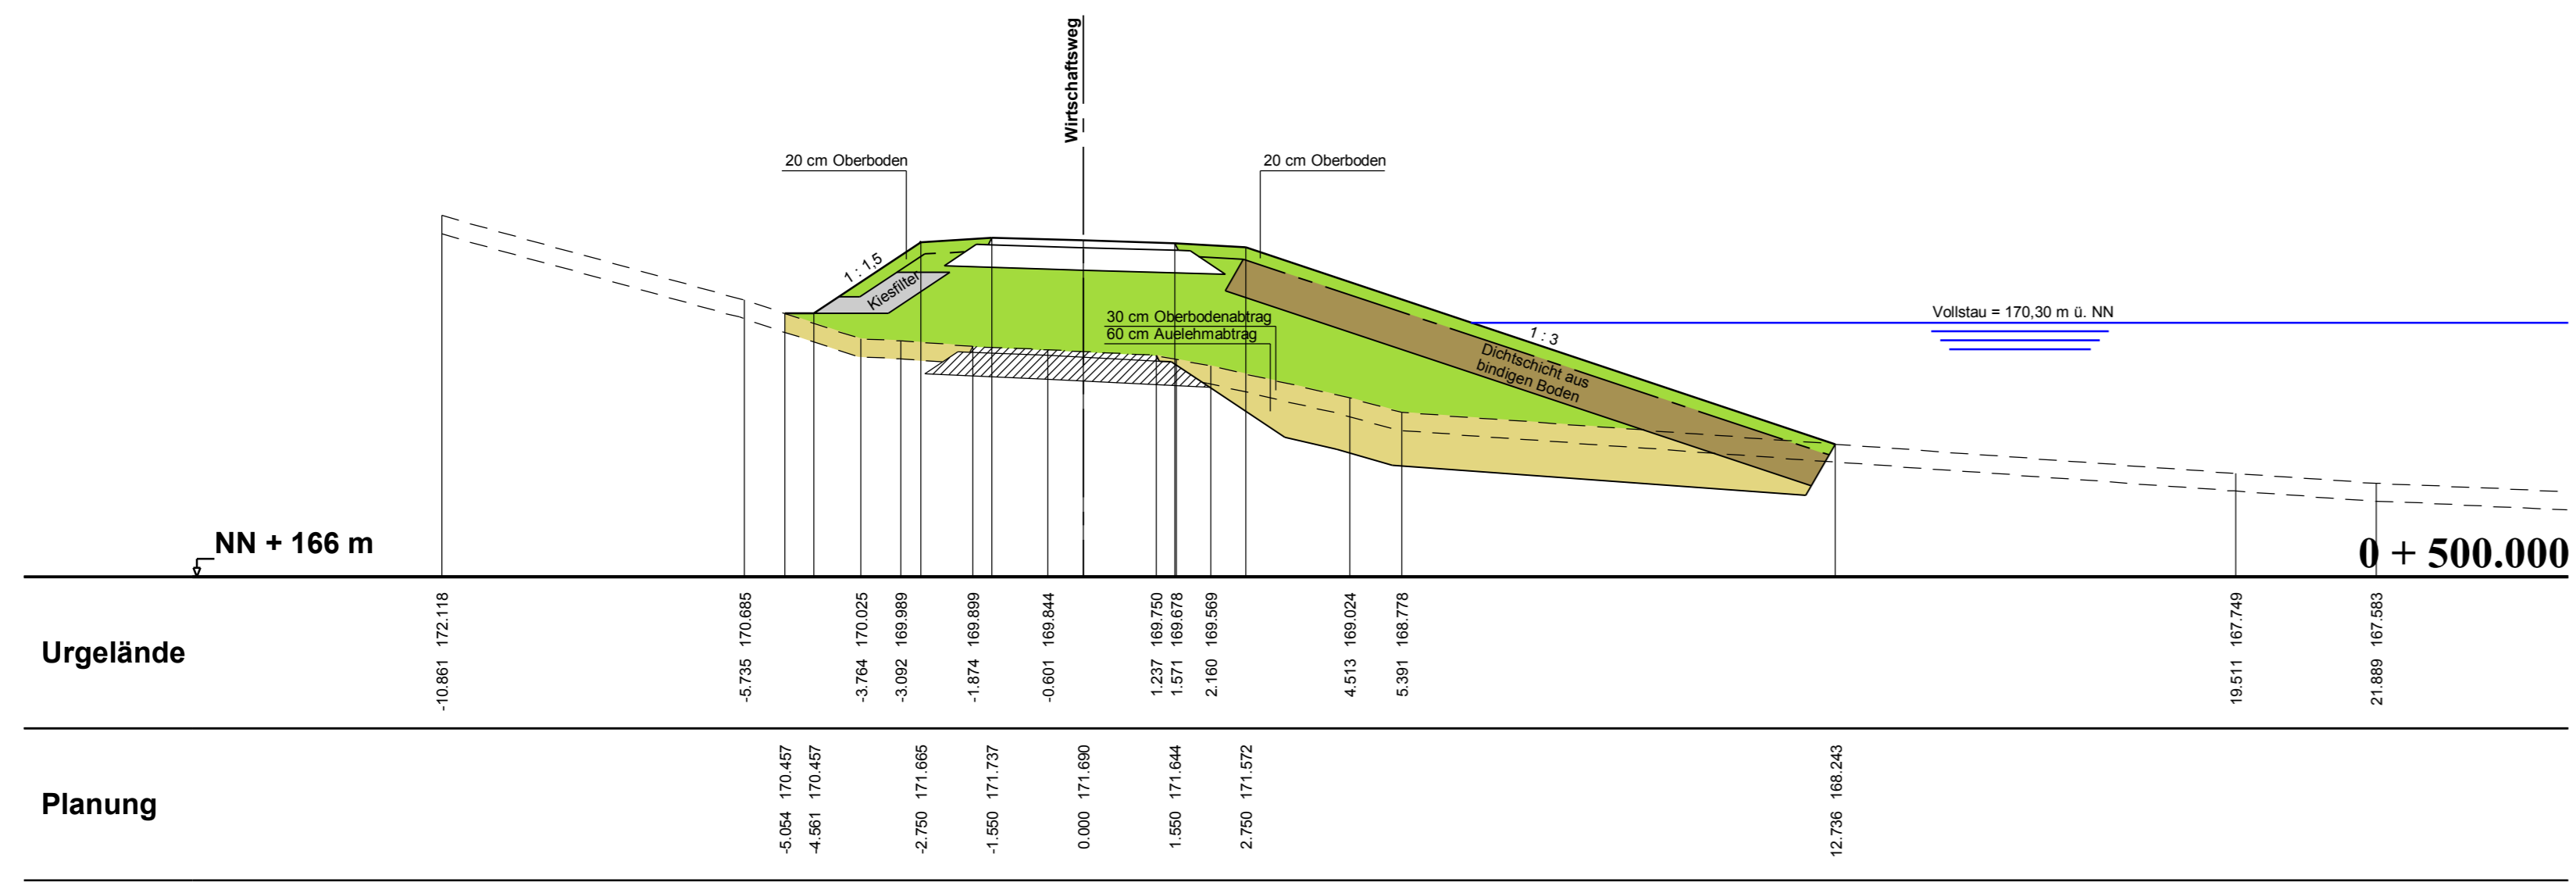 Wirtschaftsweg
20 cm Oberboden
20 cm Oberboden
1 : 1,5
Kiesfilter
30 cm Oberbodenabtrag
60 cm Auelehmabtrag
Vollstau = 170,30 m ü. NN
1 : 3
Dichtschicht aus
bindigen Boden
NN + 166 m
0 + 500.000
Urgelände
-10.861 172.118
-5.735 170.685
-3.764 170.025
-3.092 169.989
-1.874 169.899
-0.601 169.844
1.237 169.750
1.571 169.678
2.160 169.569
4.513 169.024
5.391 168.778
19.511 167.749
21.889 167.583
Planung
-5.054 170.457
-4.561 170.457
-2.750 171.665
-1.550 171.737
0.000 171.690
1.550 171.644
2.750 171.572
12.736 168.243